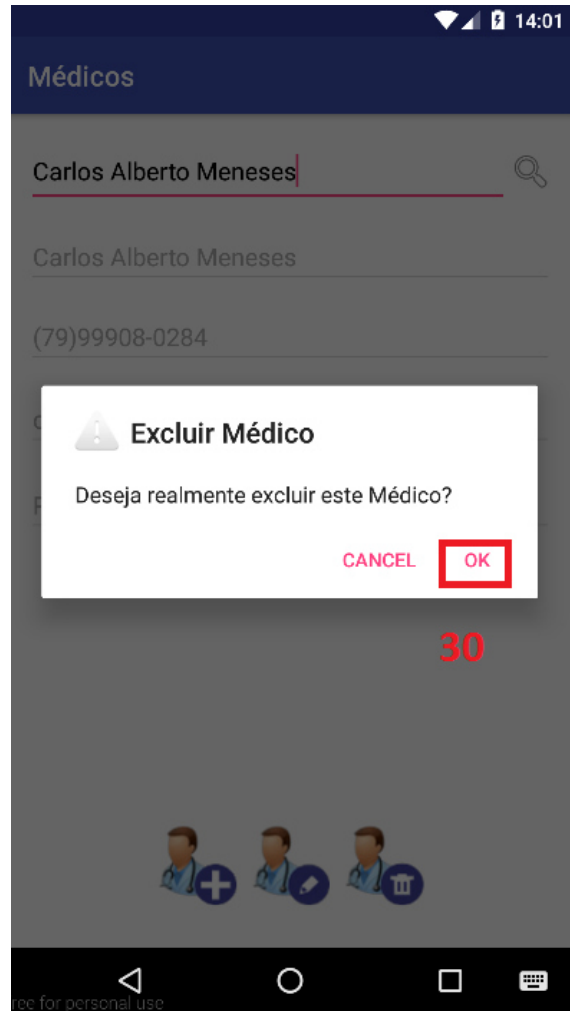 14:01
Médicos
Carlos Alberto Meneses
Carlos Alberto Meneses
(79)99908-0284
Excluir Médico
Deseja realmente excluir este Médico?
CANCEL OK
30
free for personal use